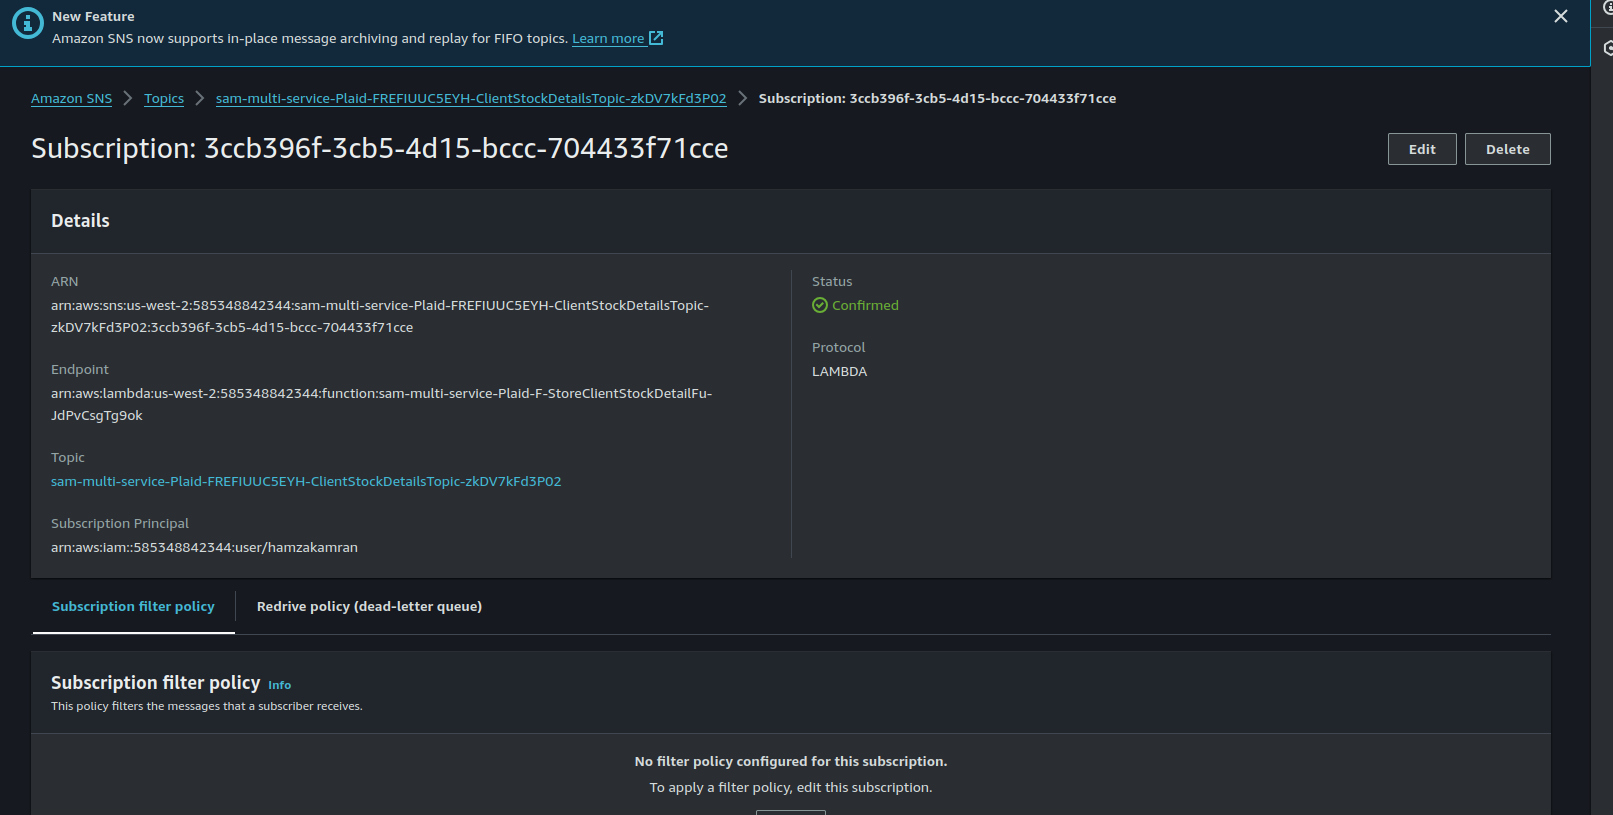 New Feature
Amazon SNS now supports in-place message archiving and replay for FIFO topics. Learn more
Amazon SNS > Topics > sam-multi-service-Plaid-FREFIUUC5EYH-ClientStockDetailsTopic-zkDV7kFd3P02 > Subscription: 3ccb396f-3cb5-4d15-bccc-704433f71cce
Subscription: 3ccb396f-3cb5-4d15-bccc-704433f71cce
Edit
Delete
Details
ARN
arn:aws:sns:us-west-2:585348842344:sam-multi-service-Plaid-FREFIUUC5EYH-ClientStockDetailsTopic-
zkDV7kFd3P02:3ccb396f-3cb5-4d15-bccc-704433f71cce
Endpoint
arn:aws:lambda:us-west-2:585348842344:function:sam-multi-service-Plaid-F-StoreClientStockDetailFu-
JdPvCsgTg9ok
Topic
sam-multi-service-Plaid-FREFIUUC5EYH-ClientStockDetailsTopic-zkDV7kFd3P02
Subscription Principal
arn:aws:iam::585348842344:user/hamzakamran
Status
Confirmed
Protocol
LAMBDA
Subscription filter policy
Redrive policy (dead-letter queue)
Subscription filter policy Info
This policy filters the messages that a subscriber receives.
No filter policy configured for this subscription.
To apply a filter policy, edit this subscription.